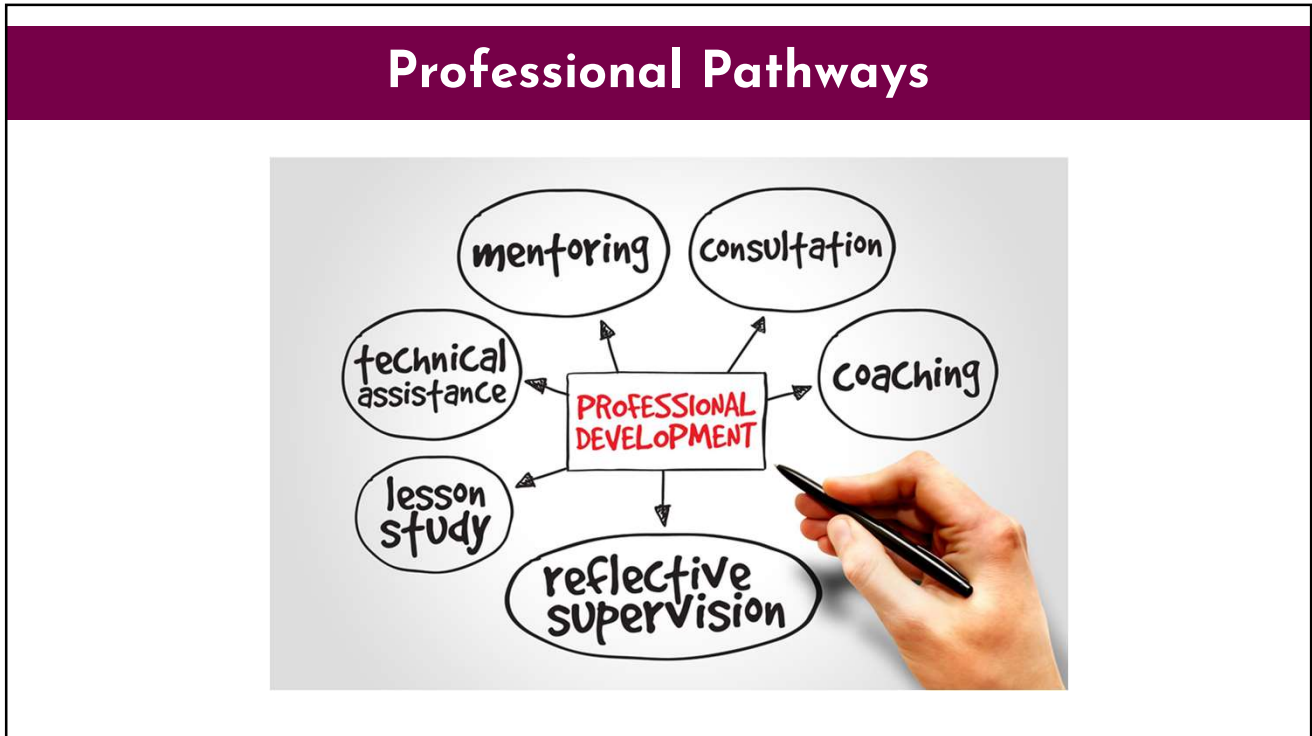 Professional Pathways
mentoring
consultation
technical
assistance
coaching
PROFESSIONAL
DEVELOPMENT
lesson
study
reflective
supervision